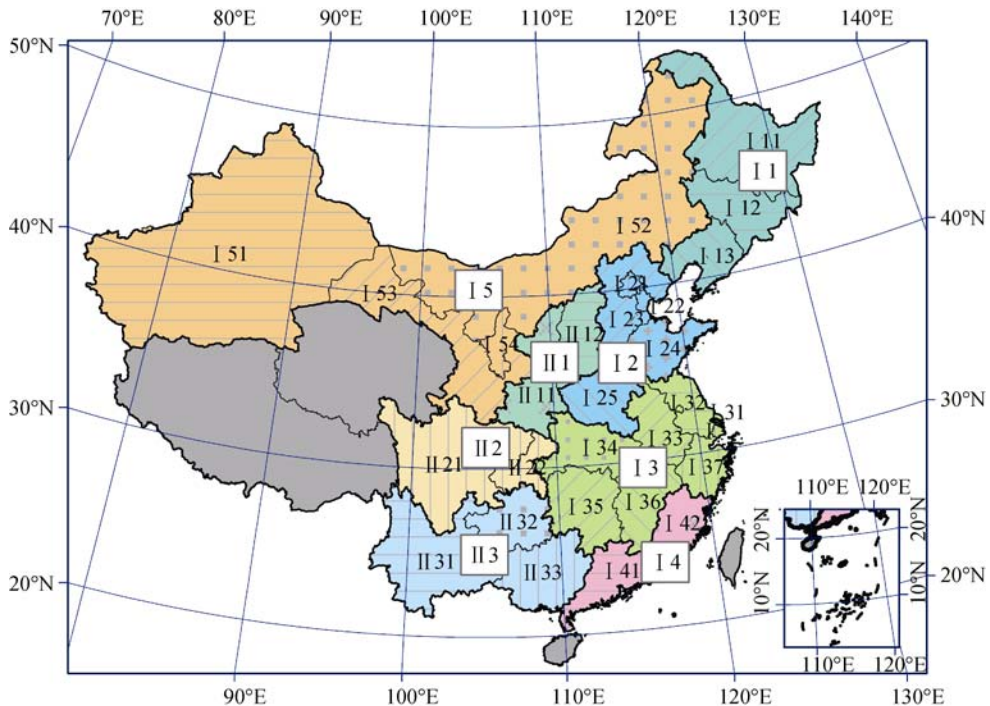 70°E 80°E 90°E 100°E 110°E 120°E 130°E 140°E
50°N
Ⅰ11
Ⅰ1
Ⅰ12
40°N
40°N
Ⅰ52
Ⅰ51
Ⅰ13
Ⅰ21
Ⅰ53
Ⅰ5
Ⅰ22
Ⅰ23
Ⅱ12
Ⅰ54
Ⅰ24
Ⅱ1
Ⅰ2
30°N
Ⅱ11
Ⅰ25
30°N
Ⅰ32
Ⅰ31
Ⅰ33
Ⅱ2
Ⅰ34
Ⅱ21
Ⅱ22
Ⅰ3
Ⅰ37
110°E 120°E
Ⅰ35
Ⅰ36
Ⅱ32
Ⅰ42
20°N
20°N
Ⅱ31
Ⅱ3
Ⅱ33
Ⅰ41
Ⅰ4
20°N
20°N
10°N
10°N
110°E 120°E
90°E 100°E 110°E 120°E 130°E